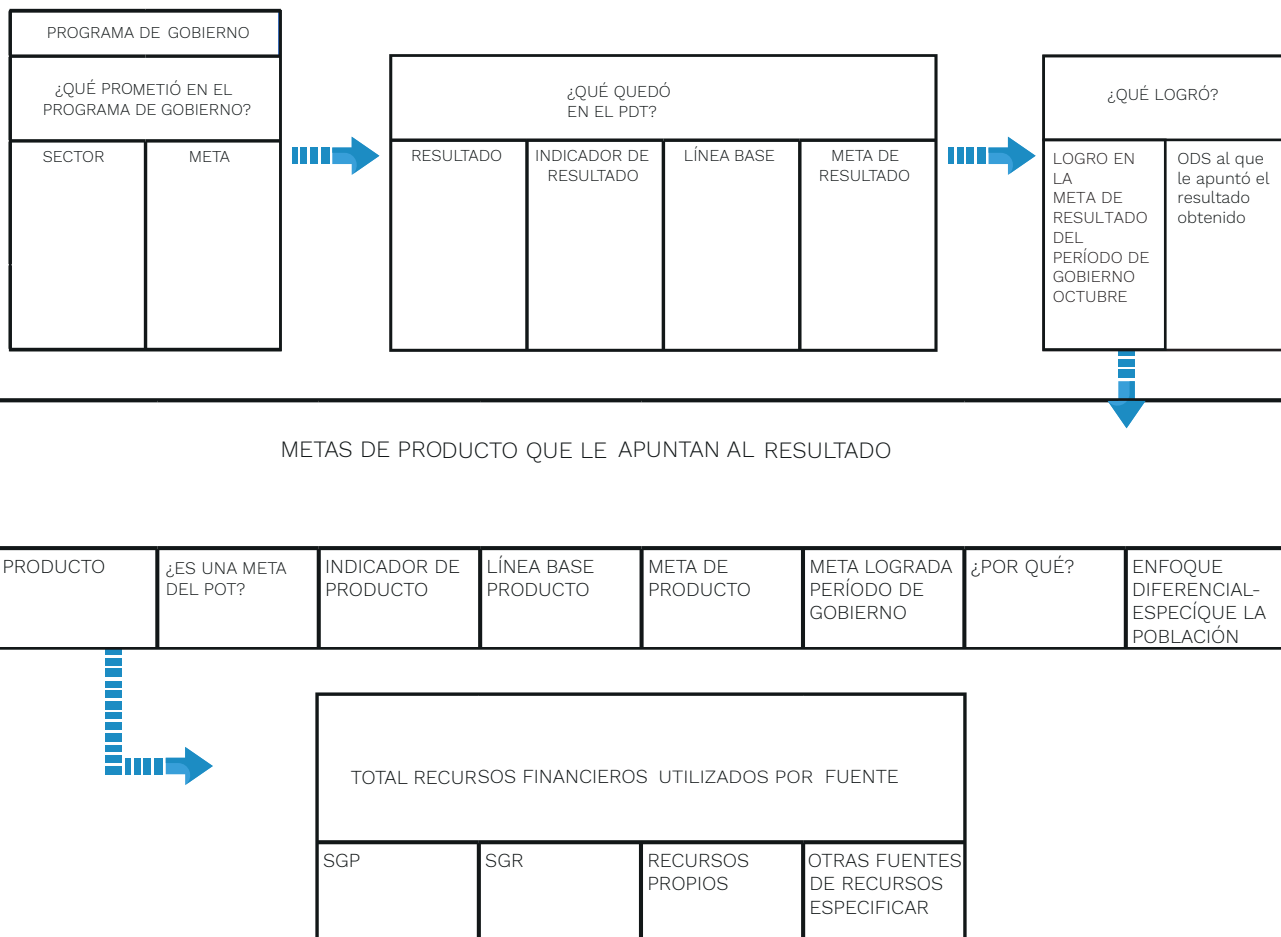 PROGRAMA DE GOBIERNO
¿QUÉ PROMETIÓ EN EL
PROGRAMA DE GOBIERNO?
SECTOR
META
¿QUÉ QUEDÓ
EN EL PDT?
RESULTADO
INDICADOR DE
RESULTADO
LÍNEA BASE
META DE
RESULTADO
¿QUÉ LOGRÓ?
LOGRO EN
LA
META DE
RESULTADO
DEL
PERÍODO DE
GOBIERNO
OCTUBRE
ODS al que
le apuntó el
resultado
obtenido
METAS DE PRODUCTO QUE LE APUNTAN AL RESULTADO
PRODUCTO
¿ES UNA META
DEL POT?
INDICADOR DE
PRODUCTO
LÍNEA BASE
PRODUCTO
META DE
PRODUCTO
META LOGRADA
PERÍODO DE
GOBIERNO
¿POR QUÉ?
ENFOQUE
DIFERENCIAL-
ESPECÍQUE LA
POBLACIÓN
TOTAL RECURSOS FINANCIEROS UTILIZADOS POR FUENTE
SGP
SGR
RECURSOS
PROPIOS
OTRAS FUENTES
DE RECURSOS
ESPECIFICAR